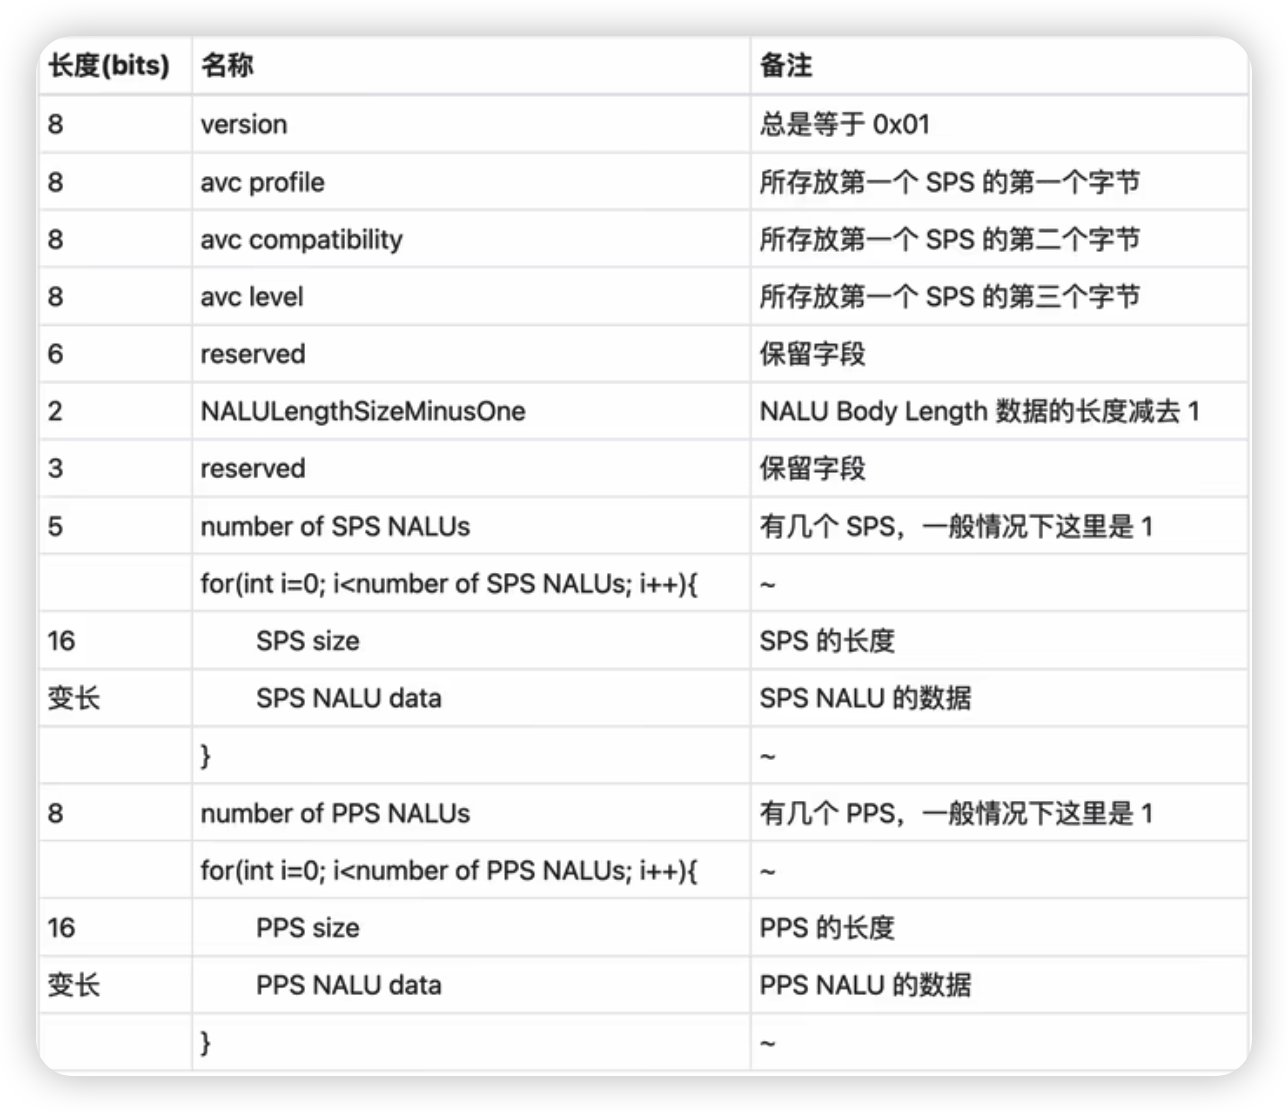 长度(bits) 名称 备注
8 version 总是等于 0x01
8 avc profile 所存放第一个 SPS 的第一个字节
8 avc compatibility 所存放第一个 SPS 的第二个字节
8 avc level 所存放第一个 SPS 的第三个字节
6 reserved 保留字段
2 NALULengthSizeMinusOne NALU Body Length 数据的长度减去 1
3 reserved 保留字段
5 number of SPS NALUs 有几个 SPS，一般情况下这里是 1
for(int i=0; i<number of SPS NALUs; i++){ ~
16 SPS size SPS 的长度
变长 SPS NALU data SPS NALU 的数据
} ~
8 number of PPS NALUs 有几个 PPS，一般情况下这里是 1
for(int i=0; i<number of PPS NALUs; i++){ ~
16 PPS size PPS 的长度
变长 PPS NALU data PPS NALU 的数据
} ~